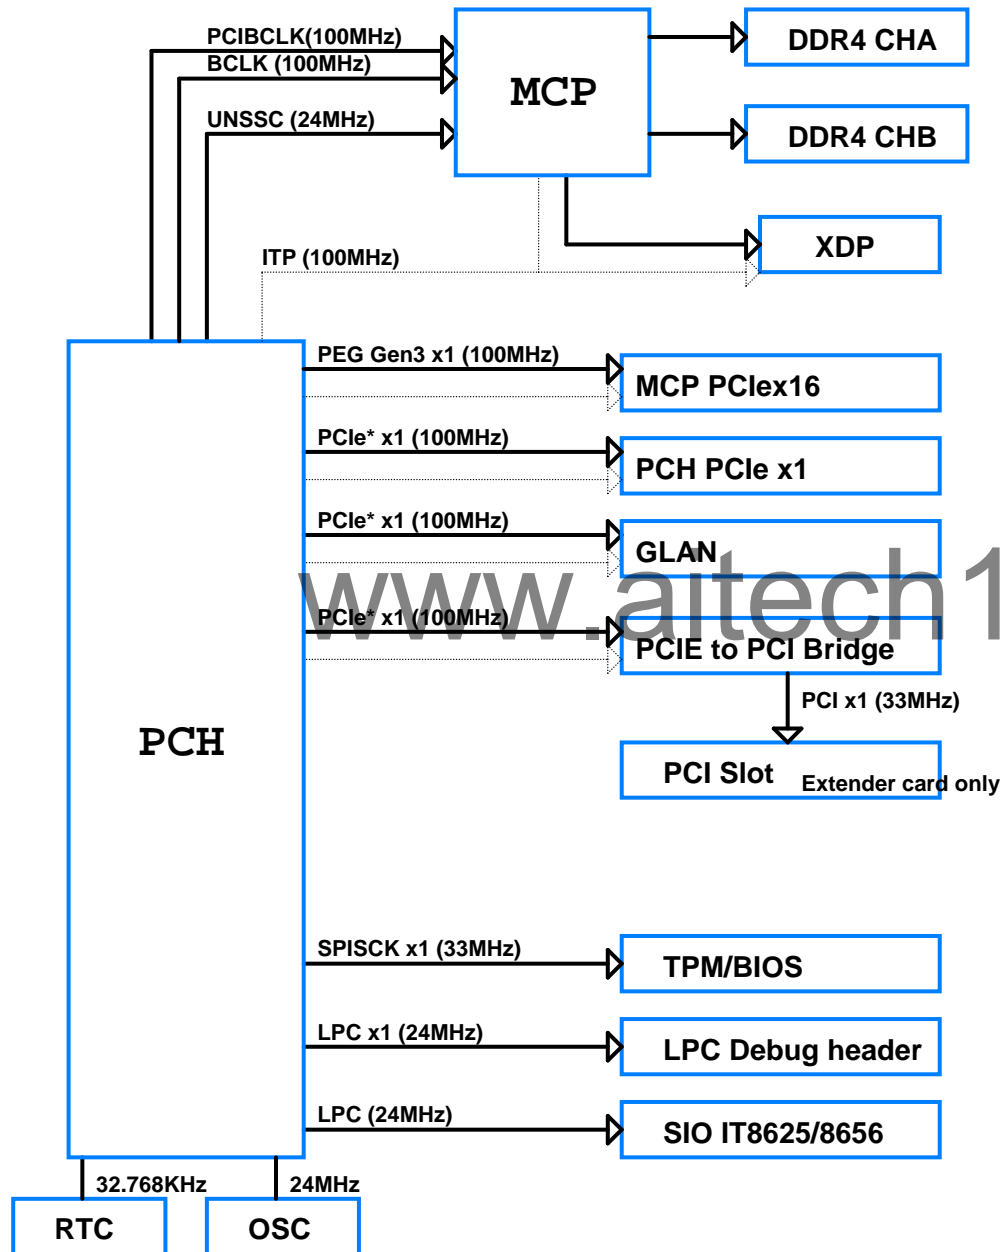 PCIBCLK(100MHz)
BCLK (100MHz)
UNSSC (24MHz)
MCP
DDR4 CHA
DDR4 CHB
XDP
ITP (100MHz)
PEG Gen3 x1 (100MHz)
MCP PCIex16
PCIe* x1 (100MHz)
PCH PCIe x1
PCIe* x1 (100MHz)
GLAN
www.aitech1
PCIe* x1 (100MHz)
PCIE to PCI Bridge
PCI x1 (33MHz)
PCH
PCI Slot
Extender card only
SPISCK x1 (33MHz)
TPM/BIOS
LPC x1 (24MHz)
LPC Debug header
LPC (24MHz)
SIO IT8625/8656
32.768KHz
24MHz
RTC
OSC